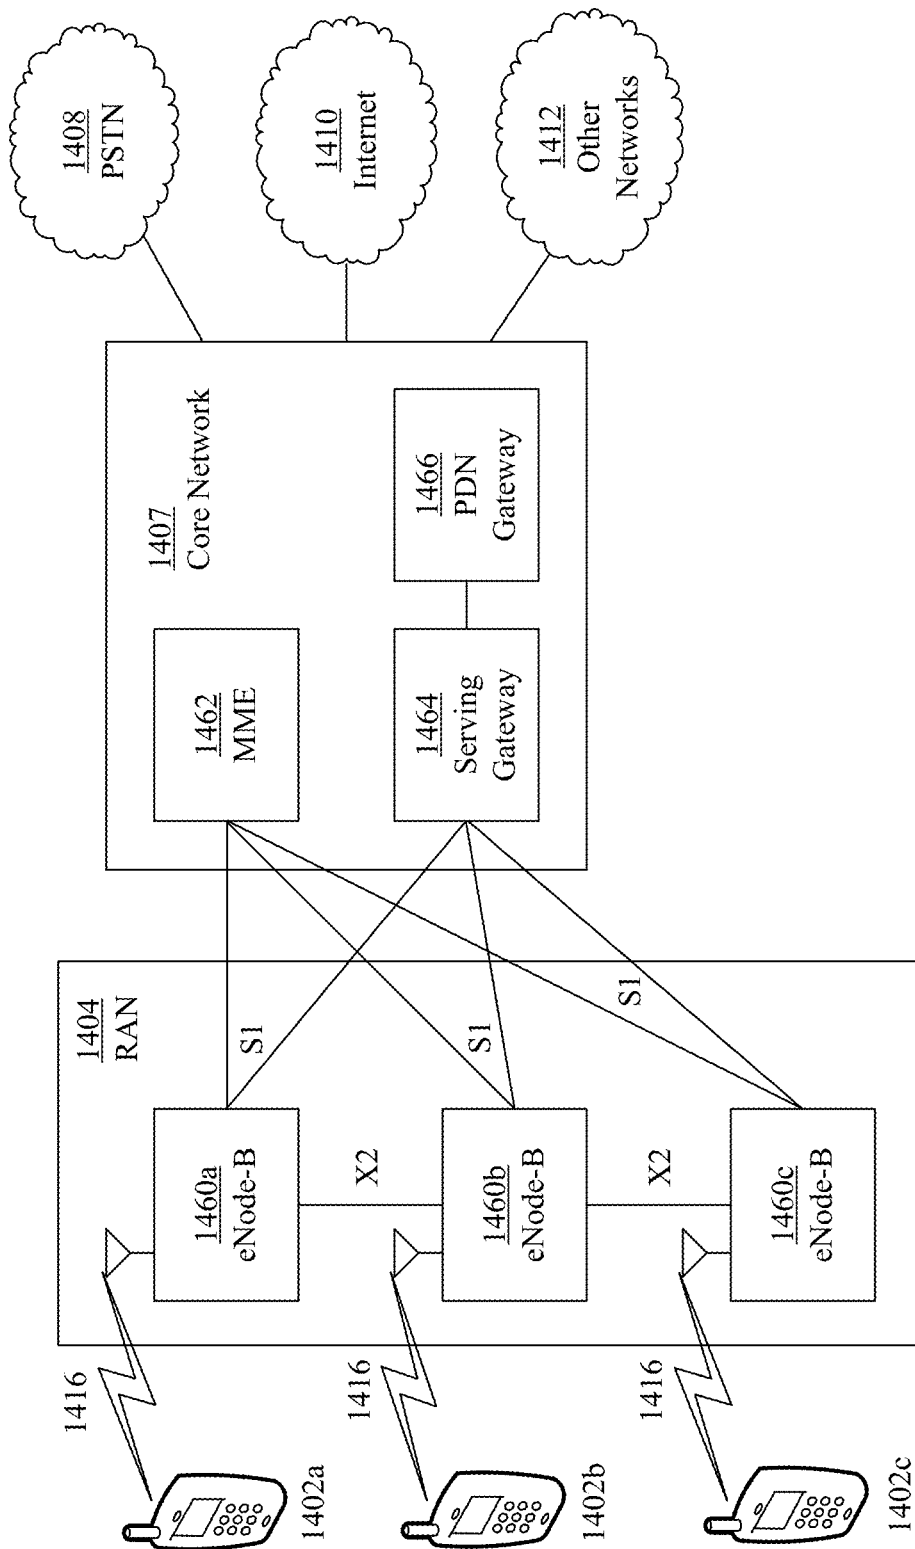 1408
PSTN
1410
Internet
1412
Other
Networks
1407
Core Network
1462
MME
1464
Serving
Gateway
1466
PDN
Gateway
1404
RAN
S1
S1
S1
1460a
eNode-B
X2
1460b
eNode-B
X2
1460c
eNode-B
1416
1416
1416
1402a
1402b
1402c